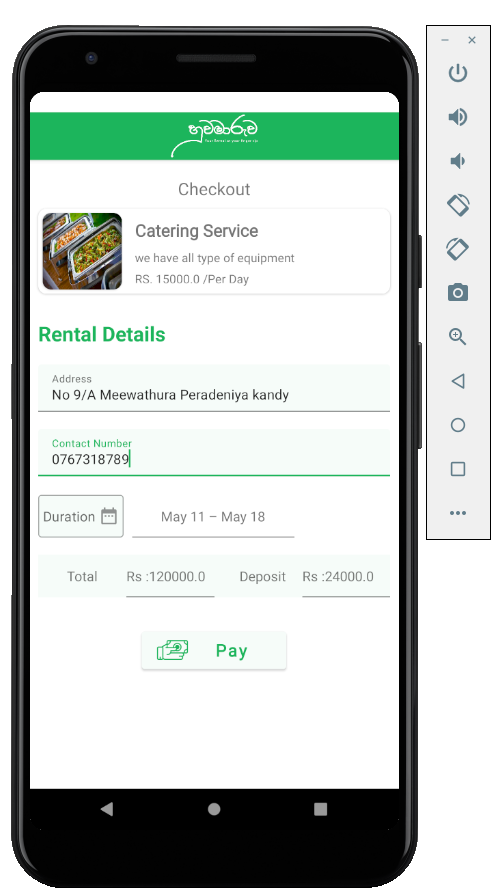 හුවමාරුව
Checkout
Catering Service
we have all type of equipment
RS. 15000.0 /Per Day
Rental Details
Address
No 9/A Meewathura Peradeniya kandy
Contact Number
0767318789
Duration
May 11 – May 18
Total Rs :120000.0 Deposit Rs :24000.0
Pay